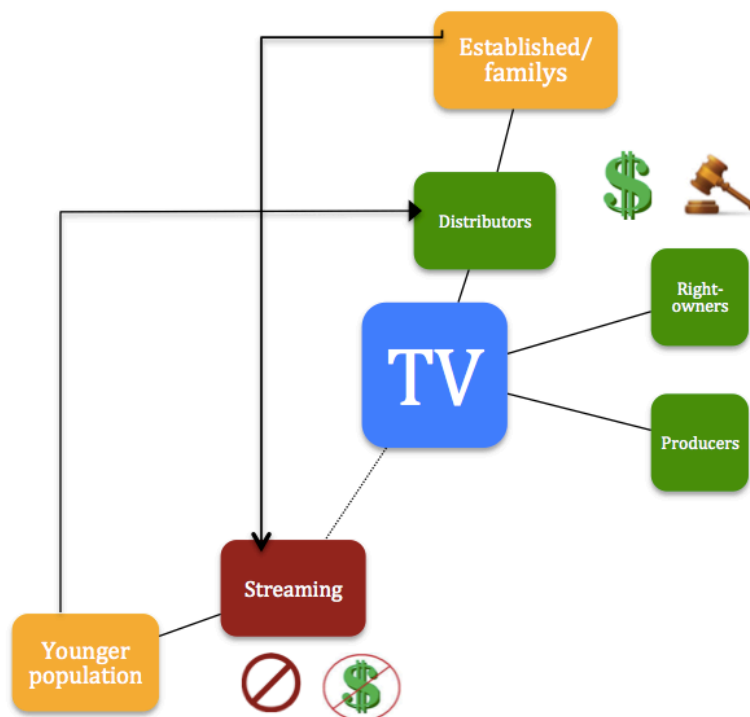 Established/
familys
Distributors
Right-
owners
TV
Producers
Streaming
Younger
population